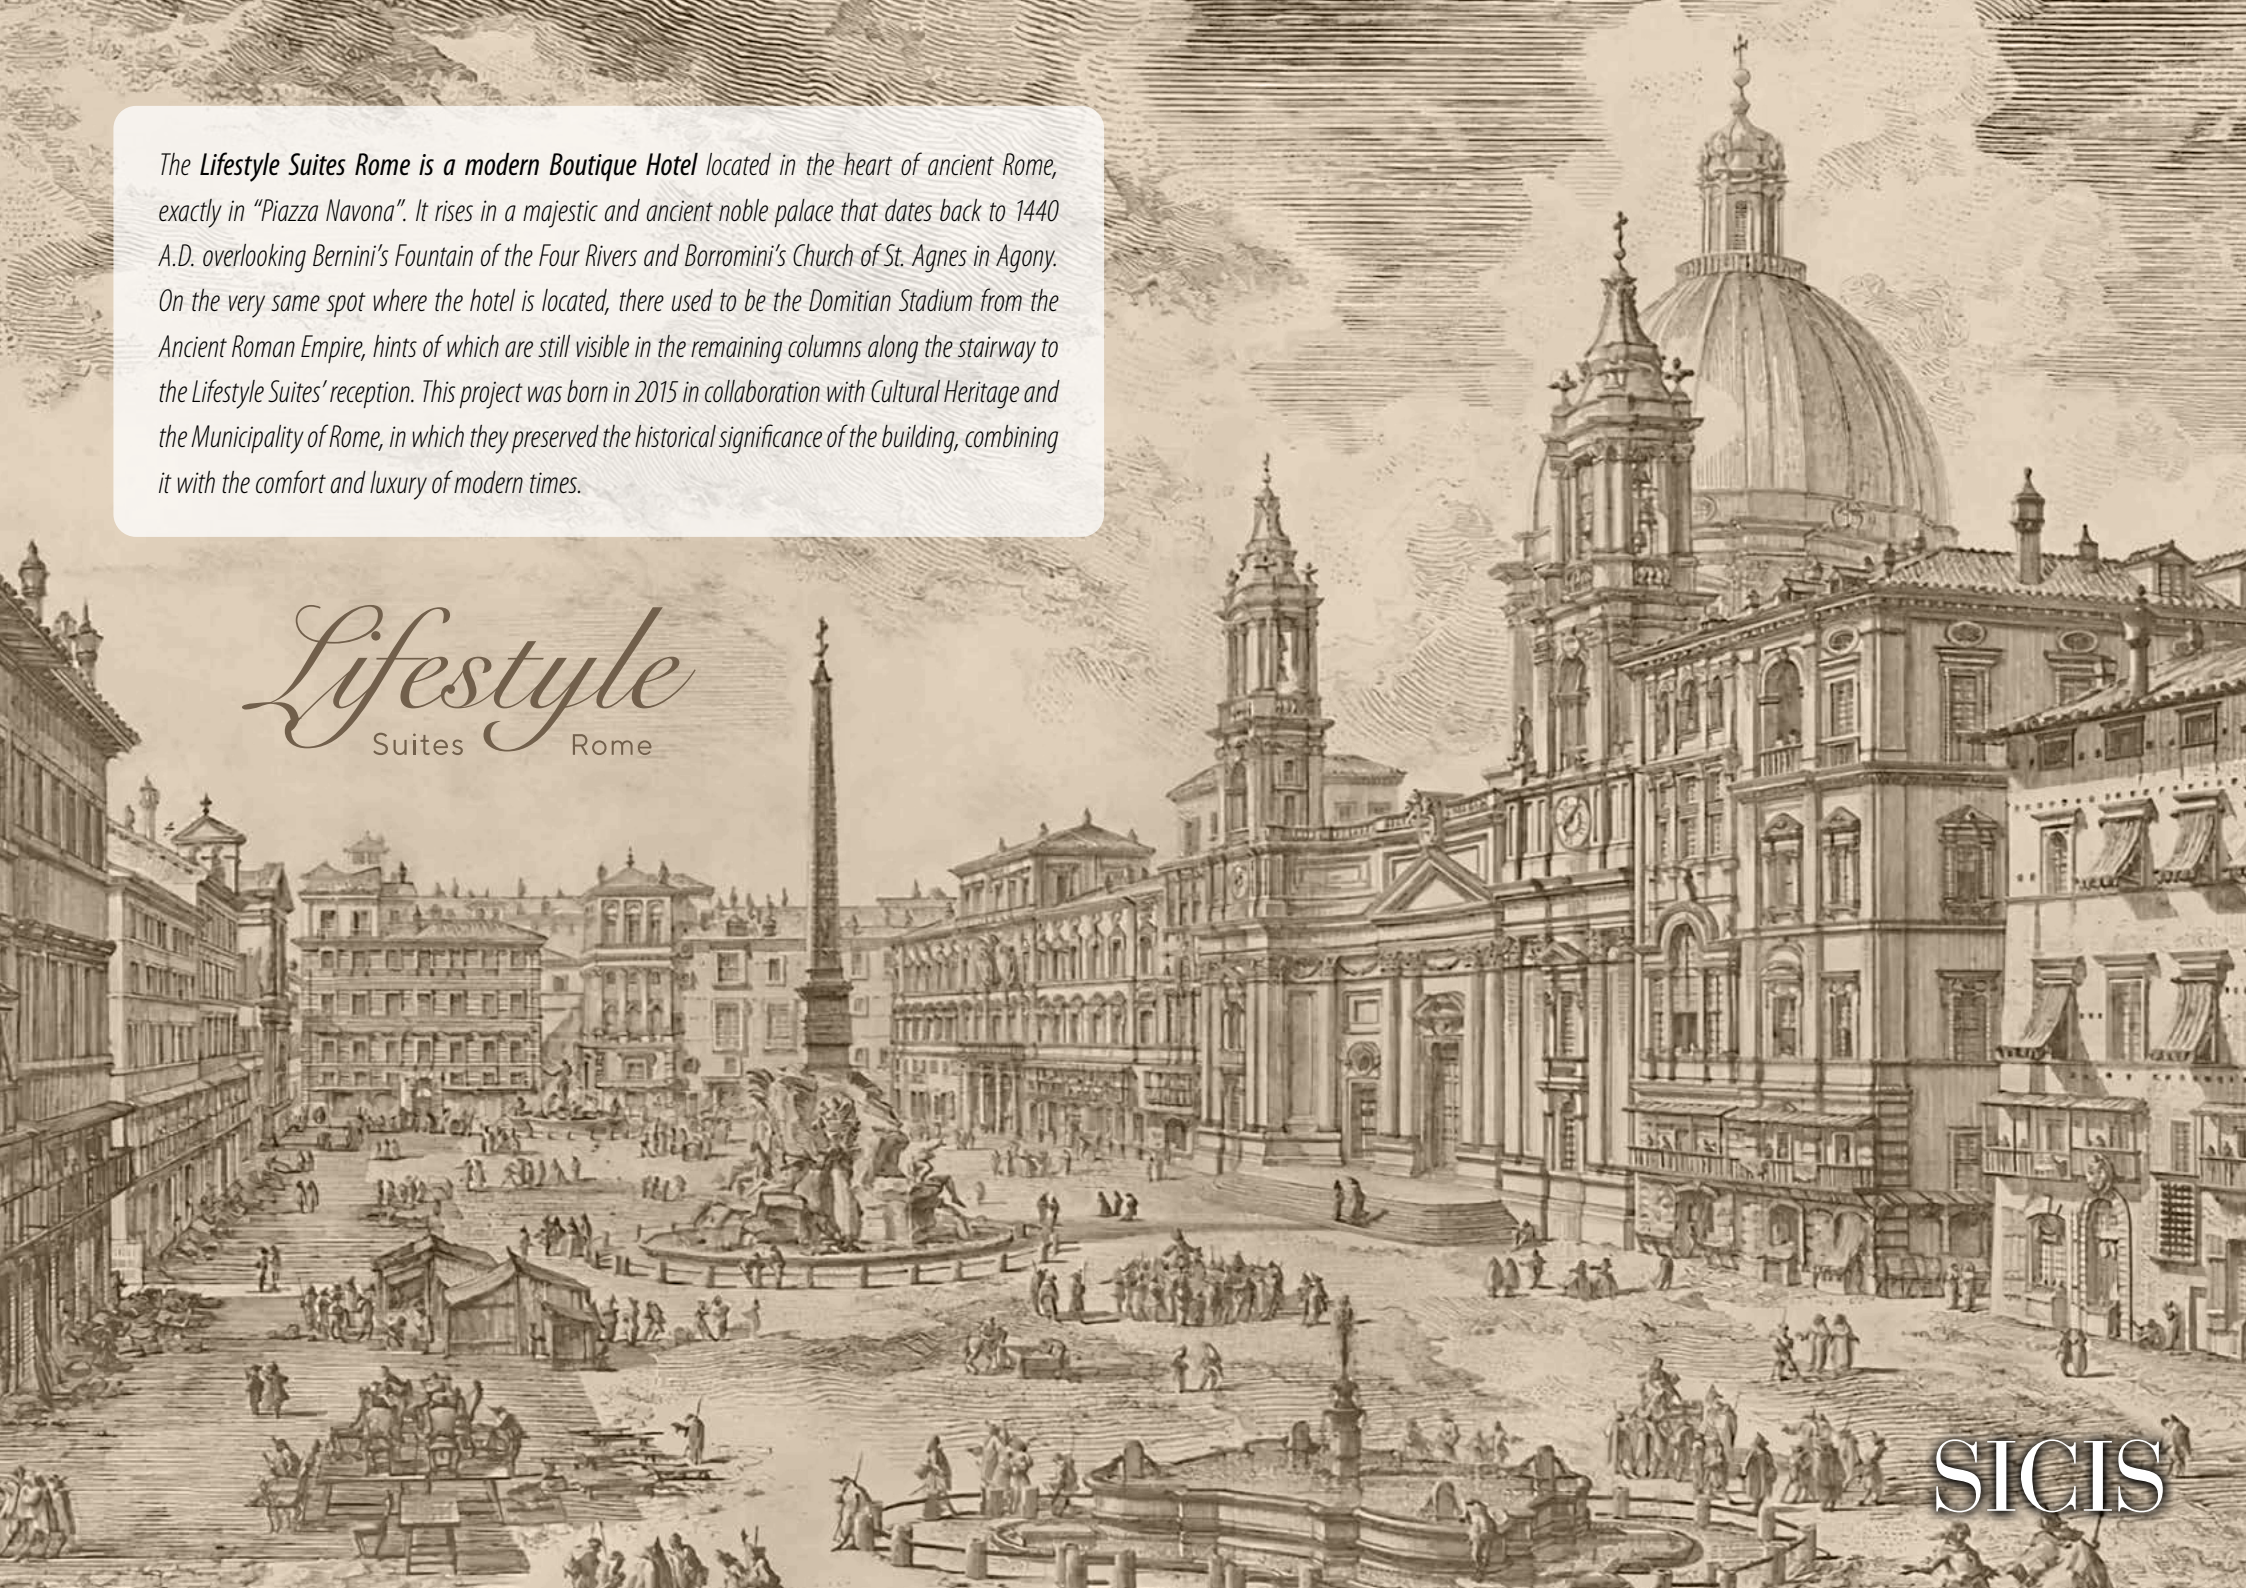 The Lifestyle Suites Rome is a modern Boutique Hotel located in the heart of ancient Rome,
exactly in “Piazza Navona”. It rises in a majestic and ancient noble palace that dates back to 1440
A.D. overlooking Bernini’s Fountain of the Four Rivers and Borromini’s Church of St. Agnes in Agony.
On the very same spot where the hotel is located, there used to be the Domitian Stadium from the
Ancient Roman Empire, hints of which are still visible in the remaining columns along the stairway to
the Lifestyle Suites’ reception. This project was born in 2015 in collaboration with Cultural Heritage and
the Municipality of Rome, in which they preserved the historical significance of the building, combining
it with the comfort and luxury of modern times.
Lifestyle
Suites Rome
SICIS